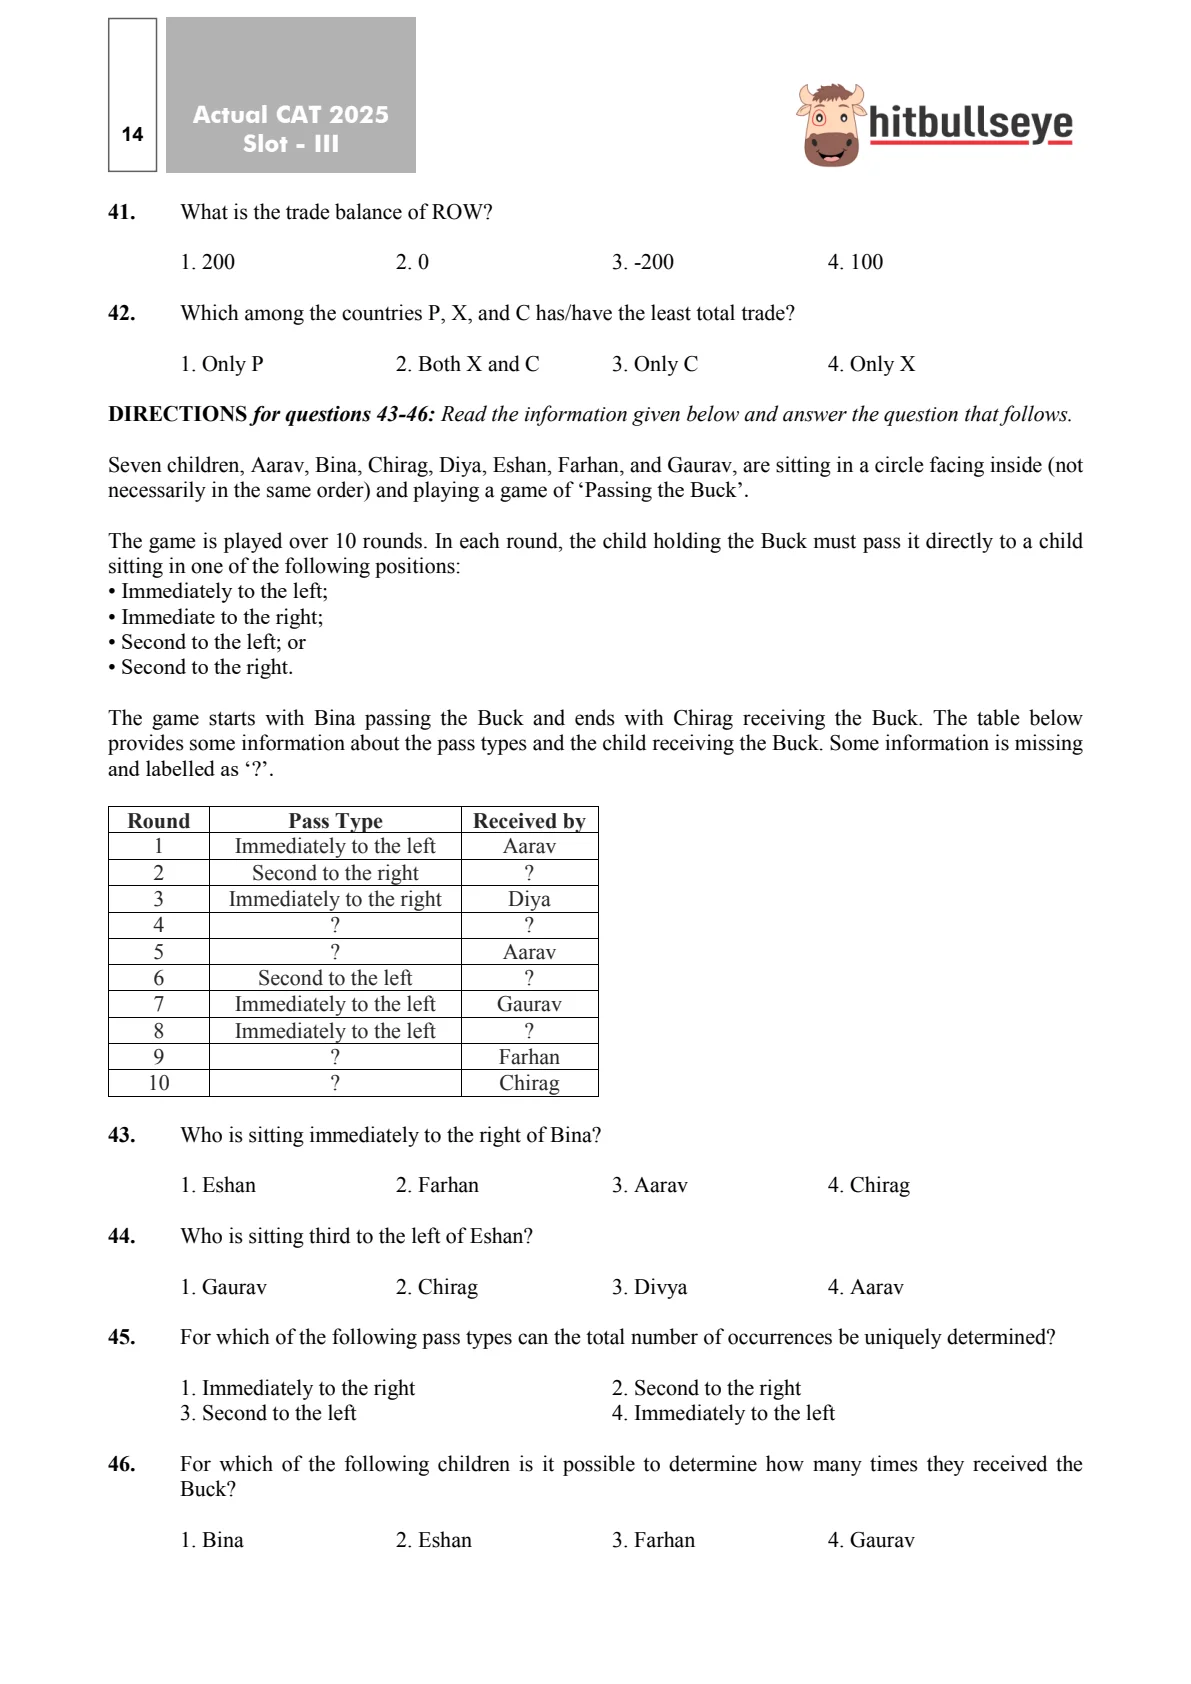 14
Actual CAT 2025
Slot - III
hitbullseye
41. What is the trade balance of ROW?
1. 200 2. 0 3. -200 4. 100
42. Which among the countries P, X, and C has/have the least total trade?
1. Only P 2. Both X and C 3. Only C 4. Only X
DIRECTIONS for questions 43-46: Read the information given below and answer the question that follows.
Seven children, Aarav, Bina, Chirag, Diya, Eshan, Farhan, and Gaurav, are sitting in a circle facing inside (not
necessarily in the same order) and playing a game of ‘Passing the Buck’.
The game is played over 10 rounds. In each round, the child holding the Buck must pass it directly to a child
sitting in one of the following positions:
• Immediately to the left;
• Immediate to the right;
• Second to the left; or
• Second to the right.
The game starts with Bina passing the Buck and ends with Chirag receiving the Buck. The table below
provides some information about the pass types and the child receiving the Buck. Some information is missing
and labelled as ‘?’.
Round Pass Type Received by
1 Immediately to the left Aarav
2 Second to the right ?
3 Immediately to the right Diya
4 ? ?
5 ? Aarav
6 Second to the left ?
7 Immediately to the left Gaurav
8 Immediately to the left ?
9 ? Farhan
10 ? Chirag
43. Who is sitting immediately to the right of Bina?
1. Eshan 2. Farhan 3. Aarav 4. Chirag
44. Who is sitting third to the left of Eshan?
1. Gaurav 2. Chirag 3. Divya 4. Aarav
45. For which of the following pass types can the total number of occurrences be uniquely determined?
1. Immediately to the right 2. Second to the right
3. Second to the left 4. Immediately to the left
46. For which of the following children is it possible to determine how many times they received the
Buck?
1. Bina 2. Eshan 3. Farhan 4. Gaurav